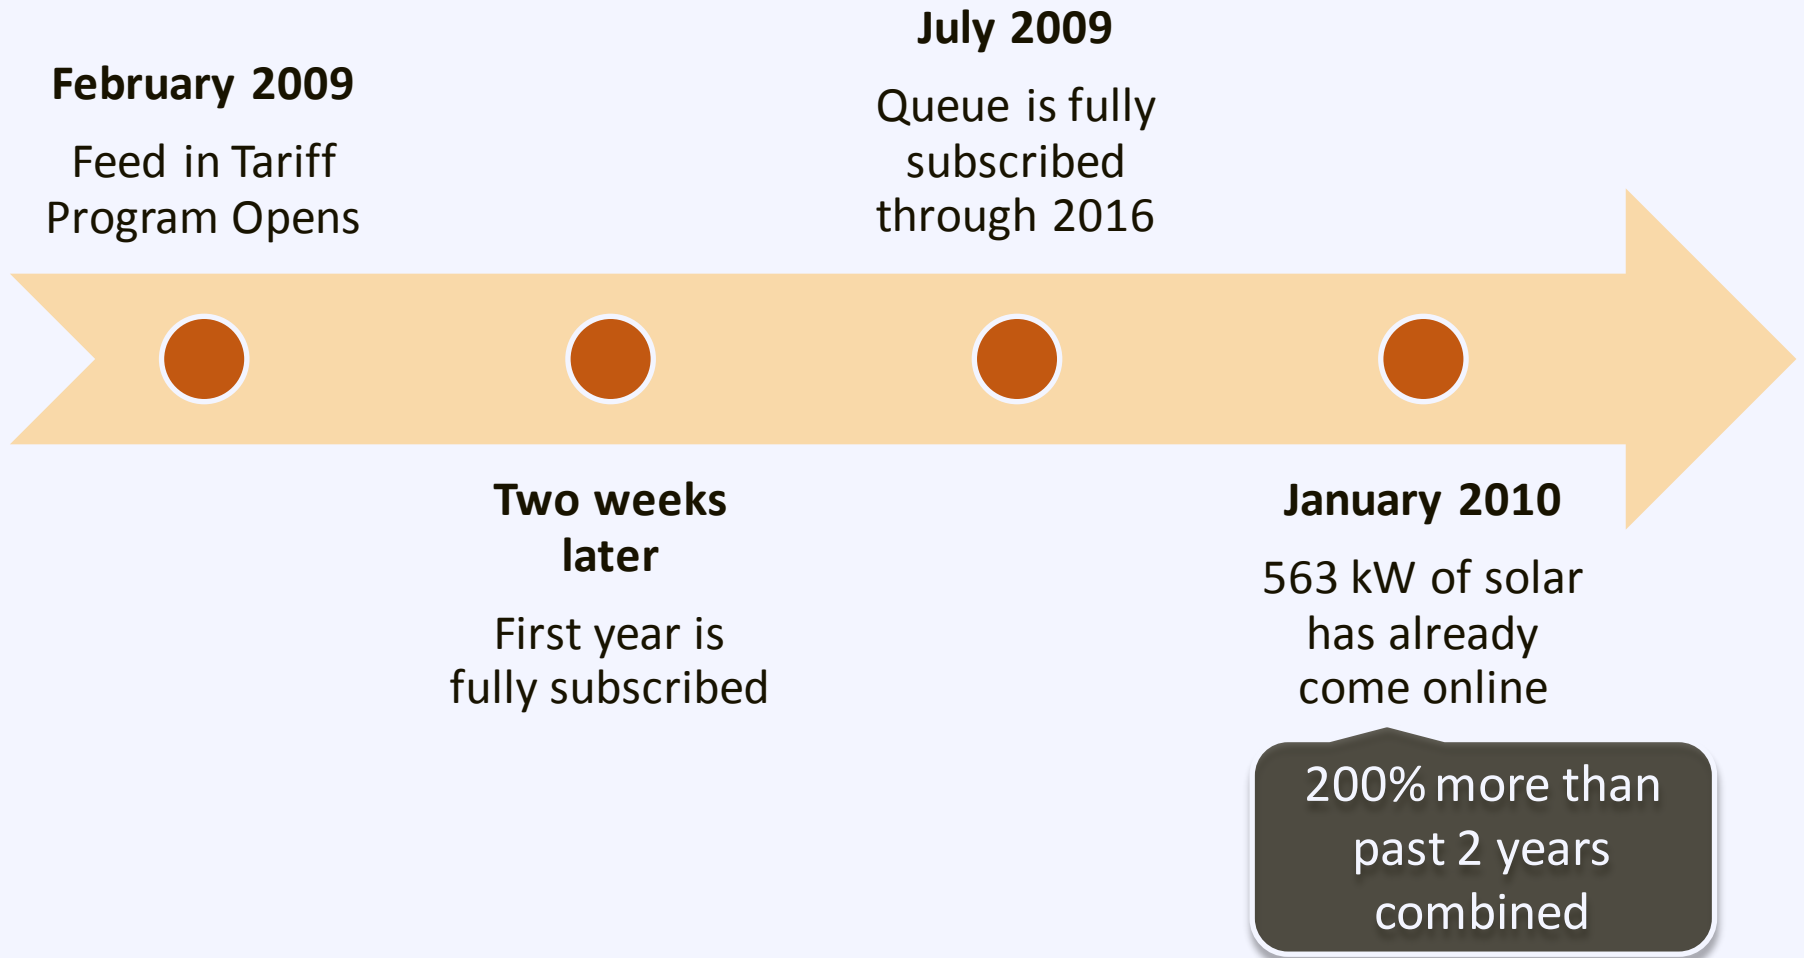 February 2009
Feed in Tariff
Program Opens
Two weeks
later
First year is
fully subscribed
July 2009
Queue is fully
subscribed
through 2016
January 2010
563 kW of solar
has already
come online
200% more than
past 2 years
combined